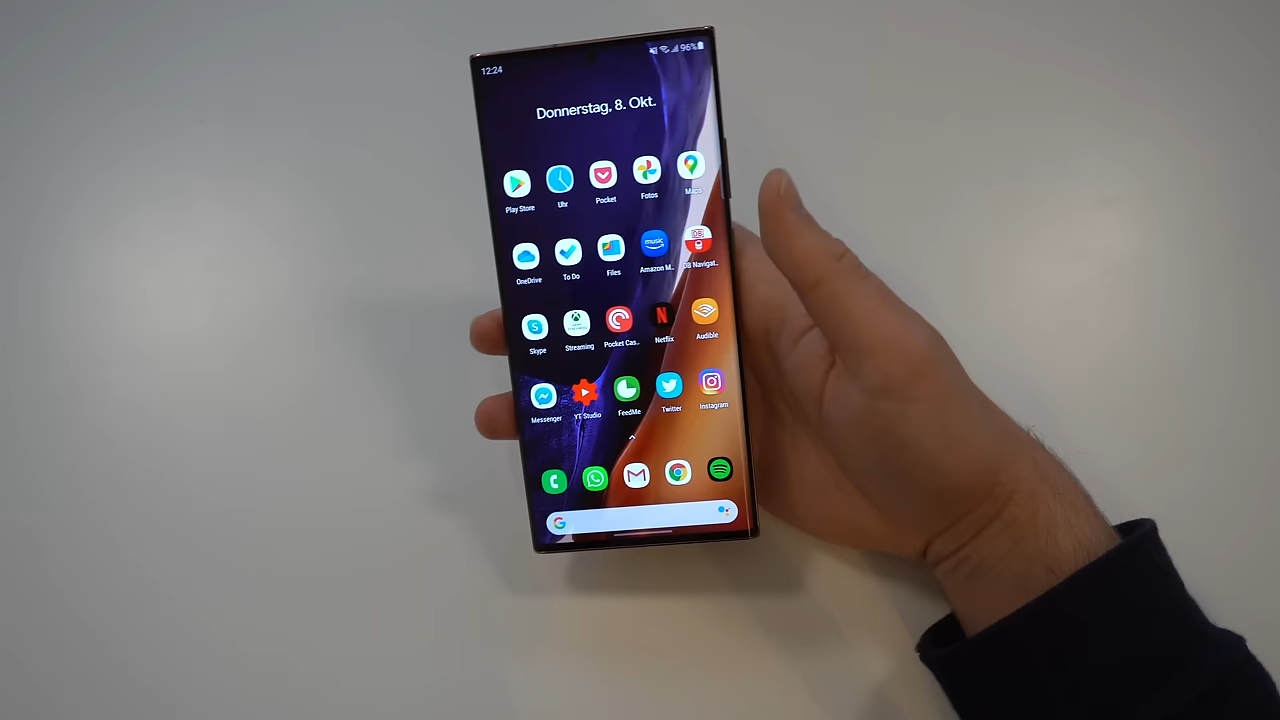 96%
12:24
Donnerstag, 8. Okt.
Play Store
Uhr
Pocket
Fotos
Maps
OneDrive
To Do
Files
music
Amazon M..
DB
DB Navigat..
Skype
Streaming
Pocket Cas..
Netflix
Audible
Messenger
YT Studio
FeedMe
Twitter
Instagram